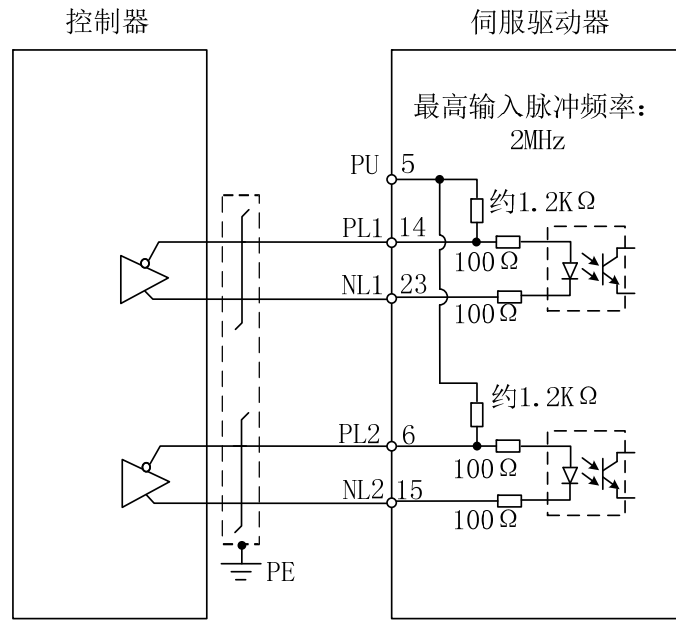 控制器
伺服驱动器
最高输入脉冲频率：
2MHz
PU 5
约1.2KΩ
PL1 14
100Ω
NL1 23
100Ω
约1.2KΩ
PL2 6
100Ω
NL2 15
100Ω
PE